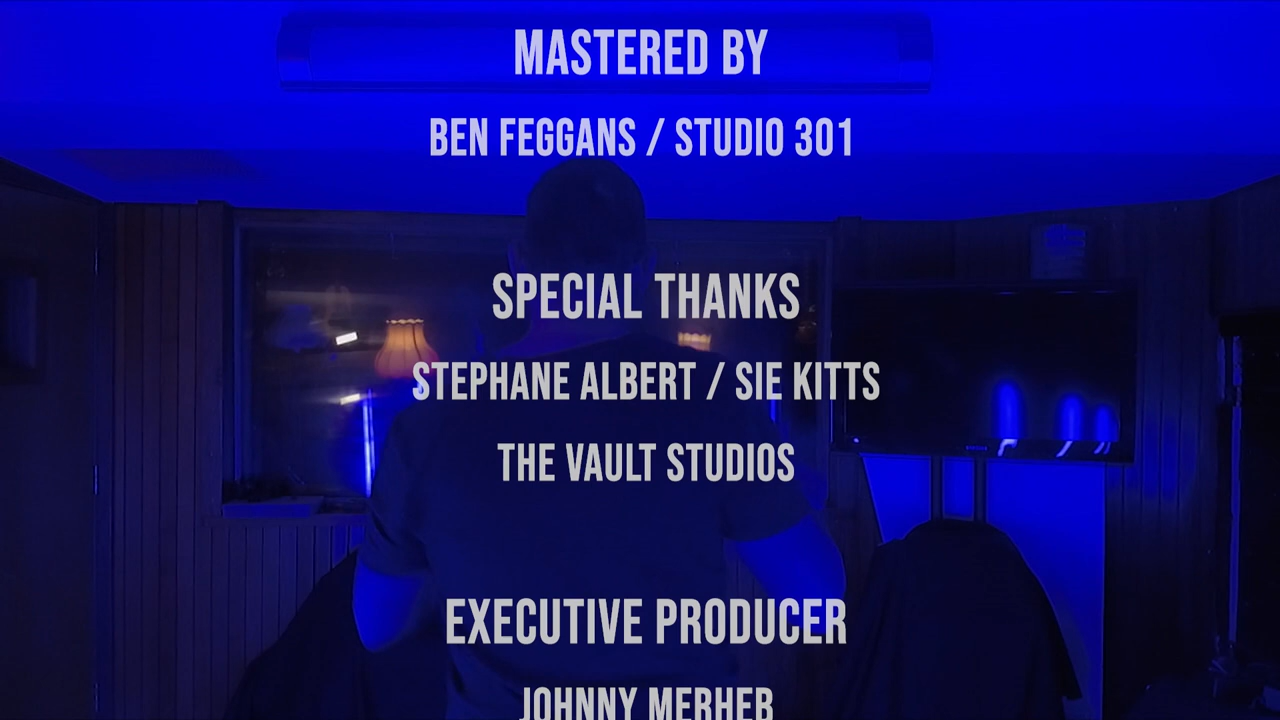 MASTERED BY
BEN FEGGANS / STUDIO 301
SPECIAL THANKS
STEPHANE ALBERT / SIE KITTS
THE VAULT STUDIOS
EXECUTIVE PRODUCER
JOHNNY MERHEB